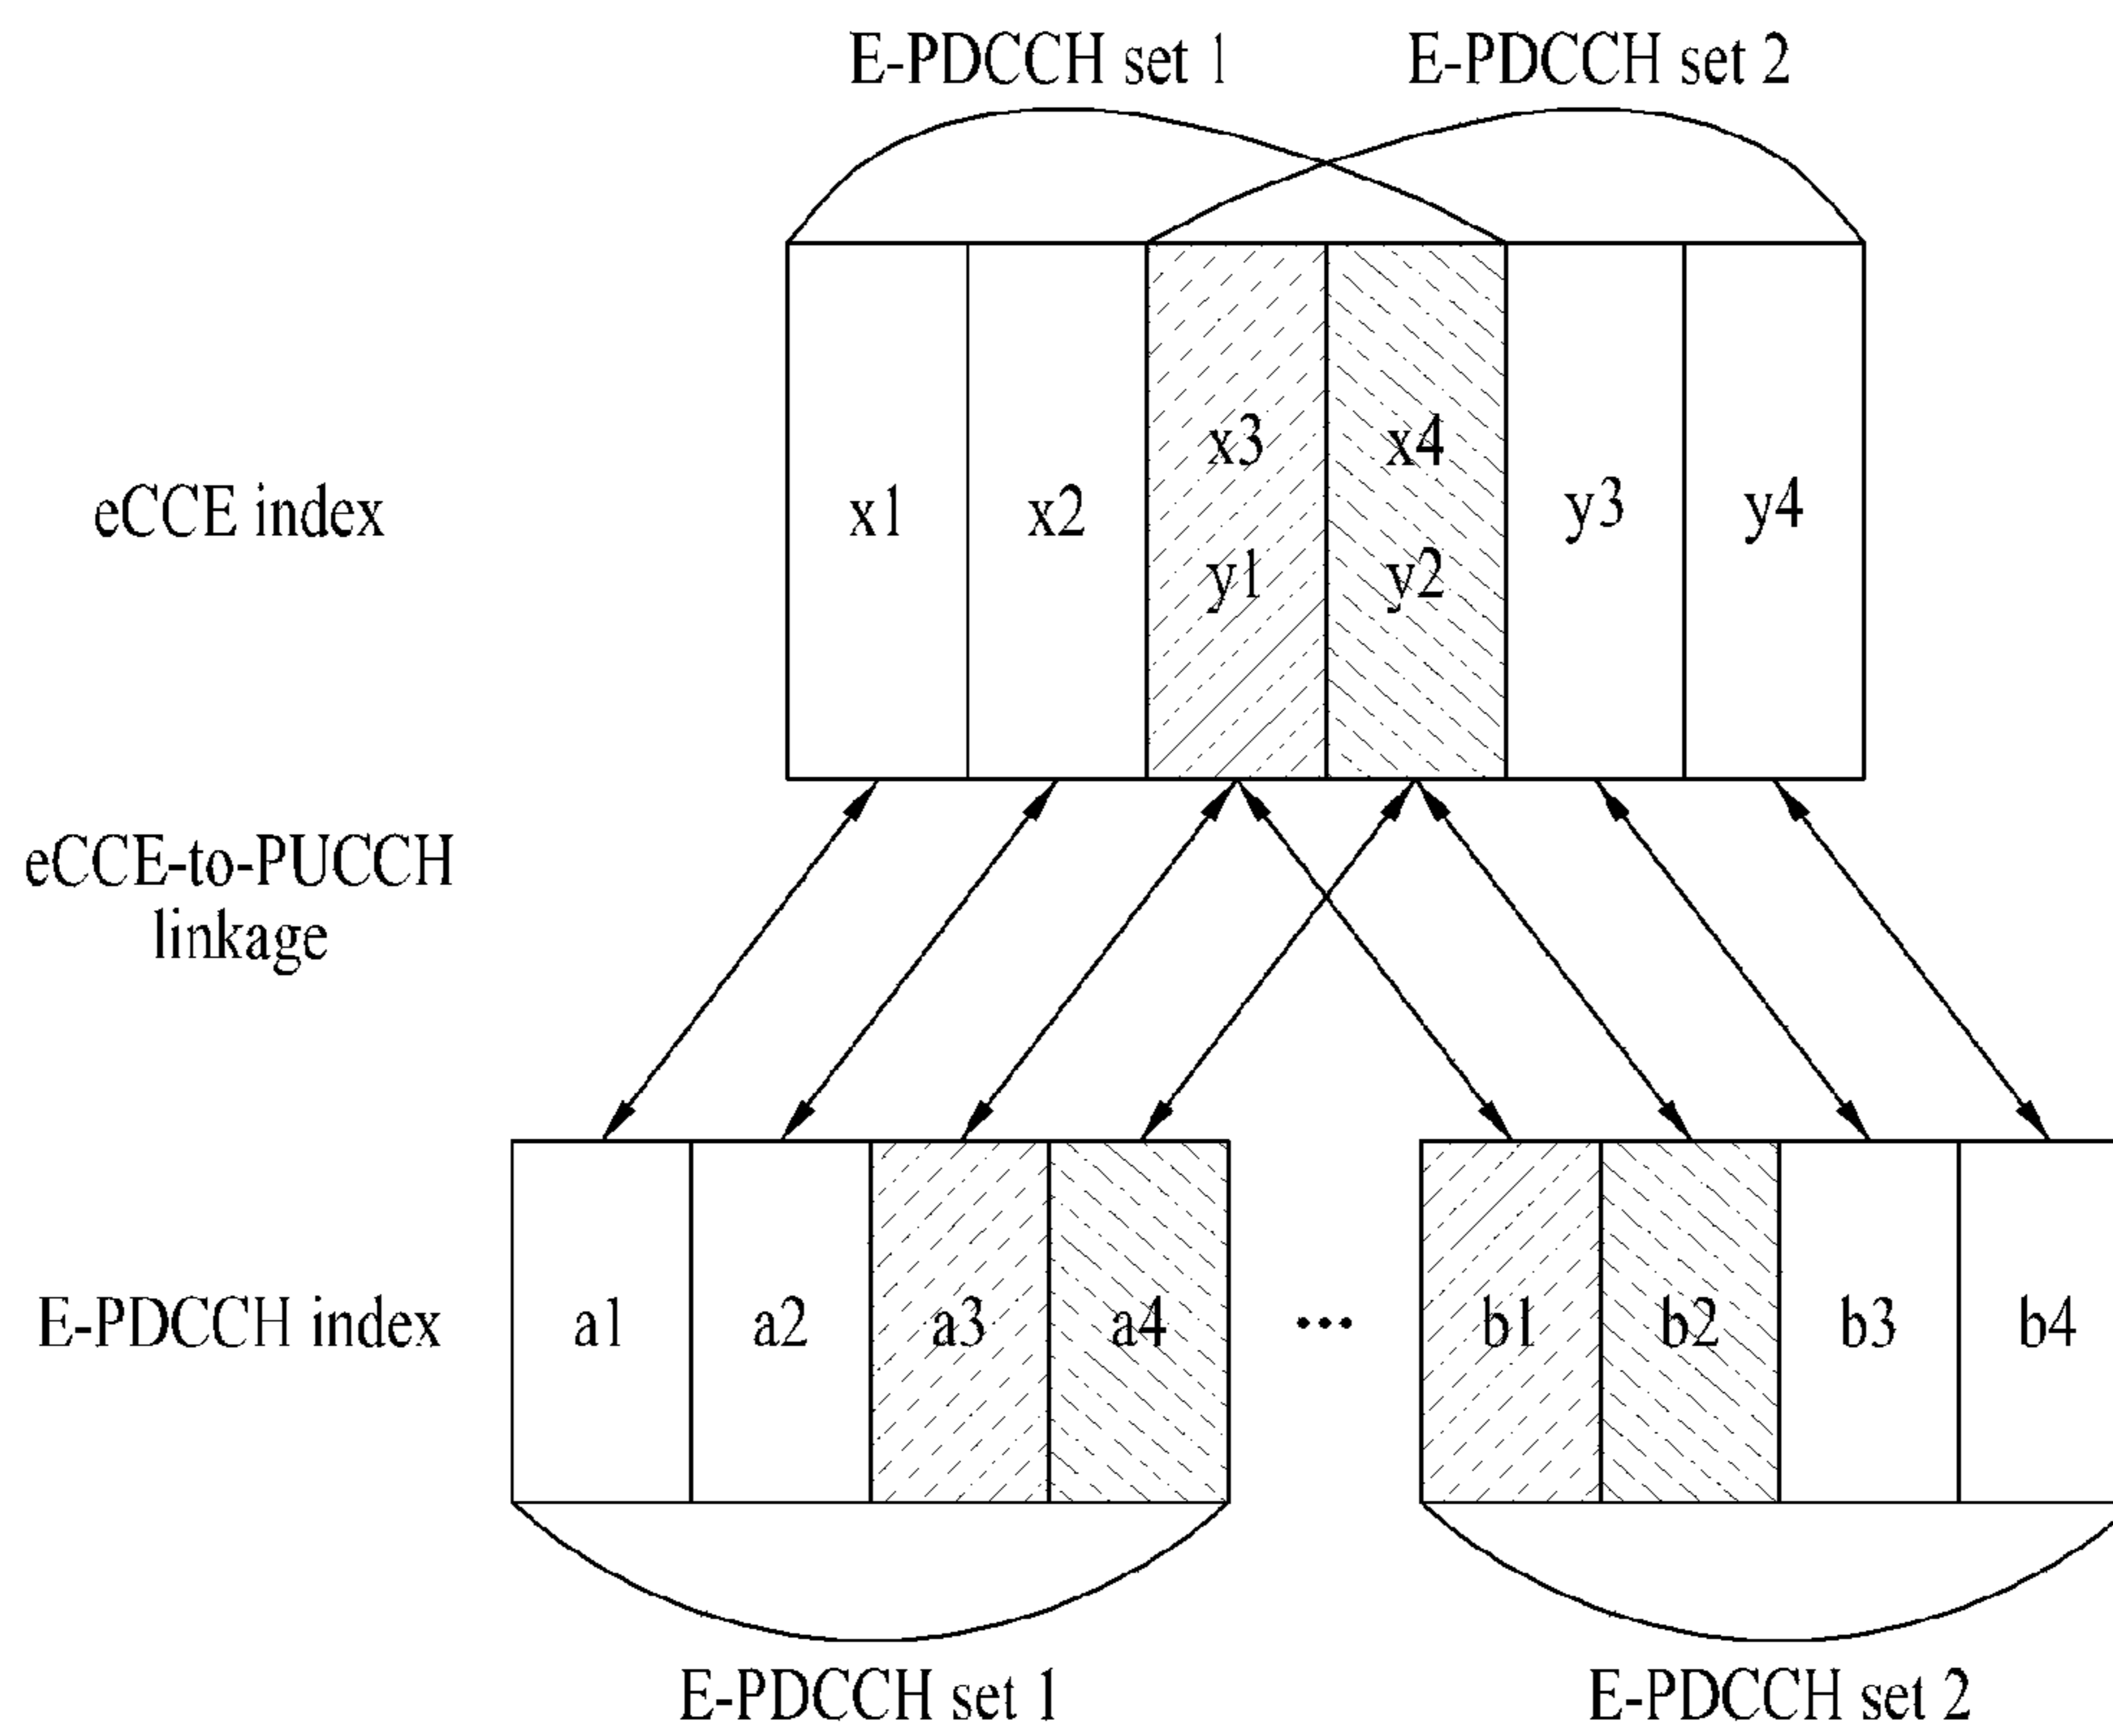 E-PDCCH set 1 E-PDCCH set 2
x3 x4
eCCE index x1 x2 y3 y4
y1 y2
eCCE-to-PUCCH
linkage
E-PDCCH index a1 a2 a3 a4 ... b1 b2 b3 b4
E-PDCCH set 1 E-PDCCH set 2